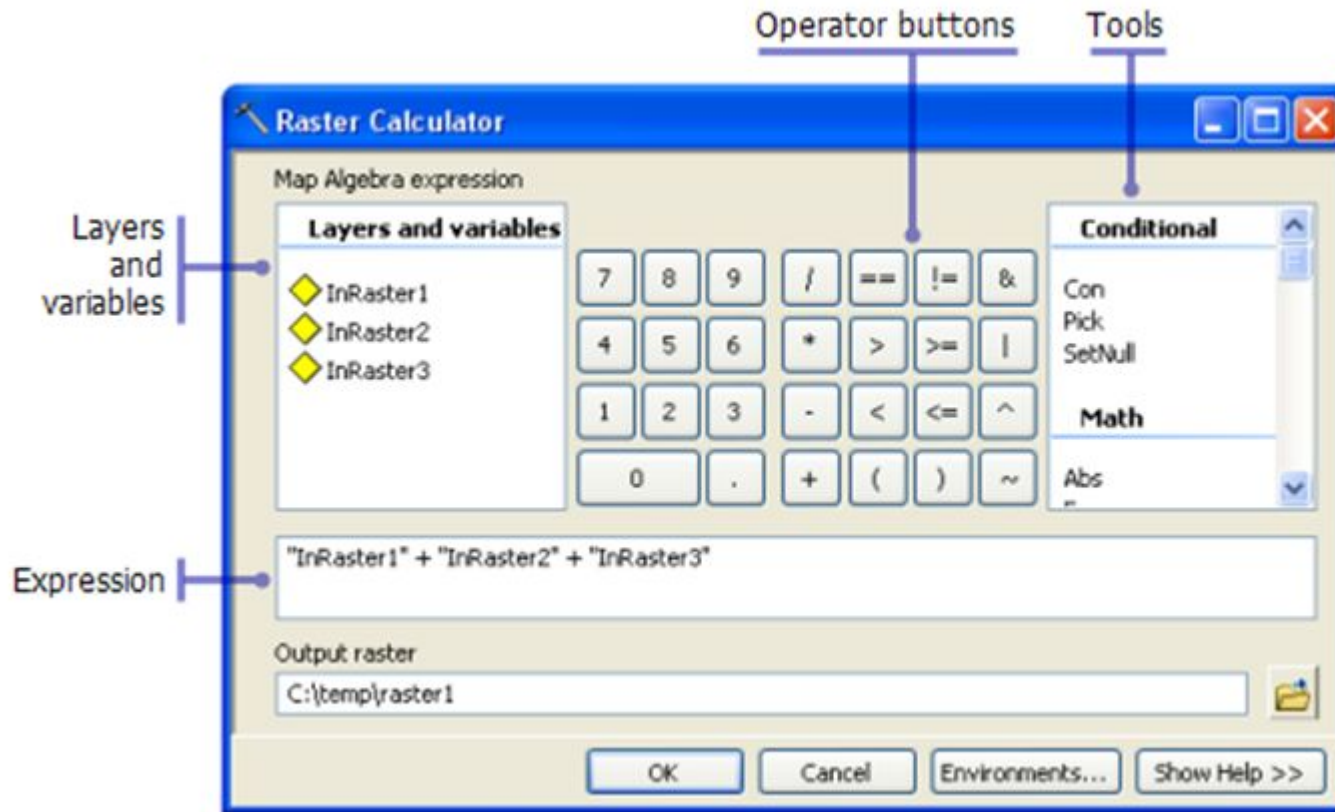 Operator buttons
Tools
Raster Calculator
Map Algebra expression
Layers
and
variables
Layers and variables
InRaster1
InRaster2
InRaster3
7 8 9 / == != &
4 5 6 * > >= |
1 2 3 - < <= ^
0 . + ( ) ~
Conditional
Con
Pick
SetNull
Math
Abs
Expression
"InRaster1" + "InRaster2" + "InRaster3"
Output raster
C:\temp\raster1
OK
Cancel
Environments...
Show Help >>